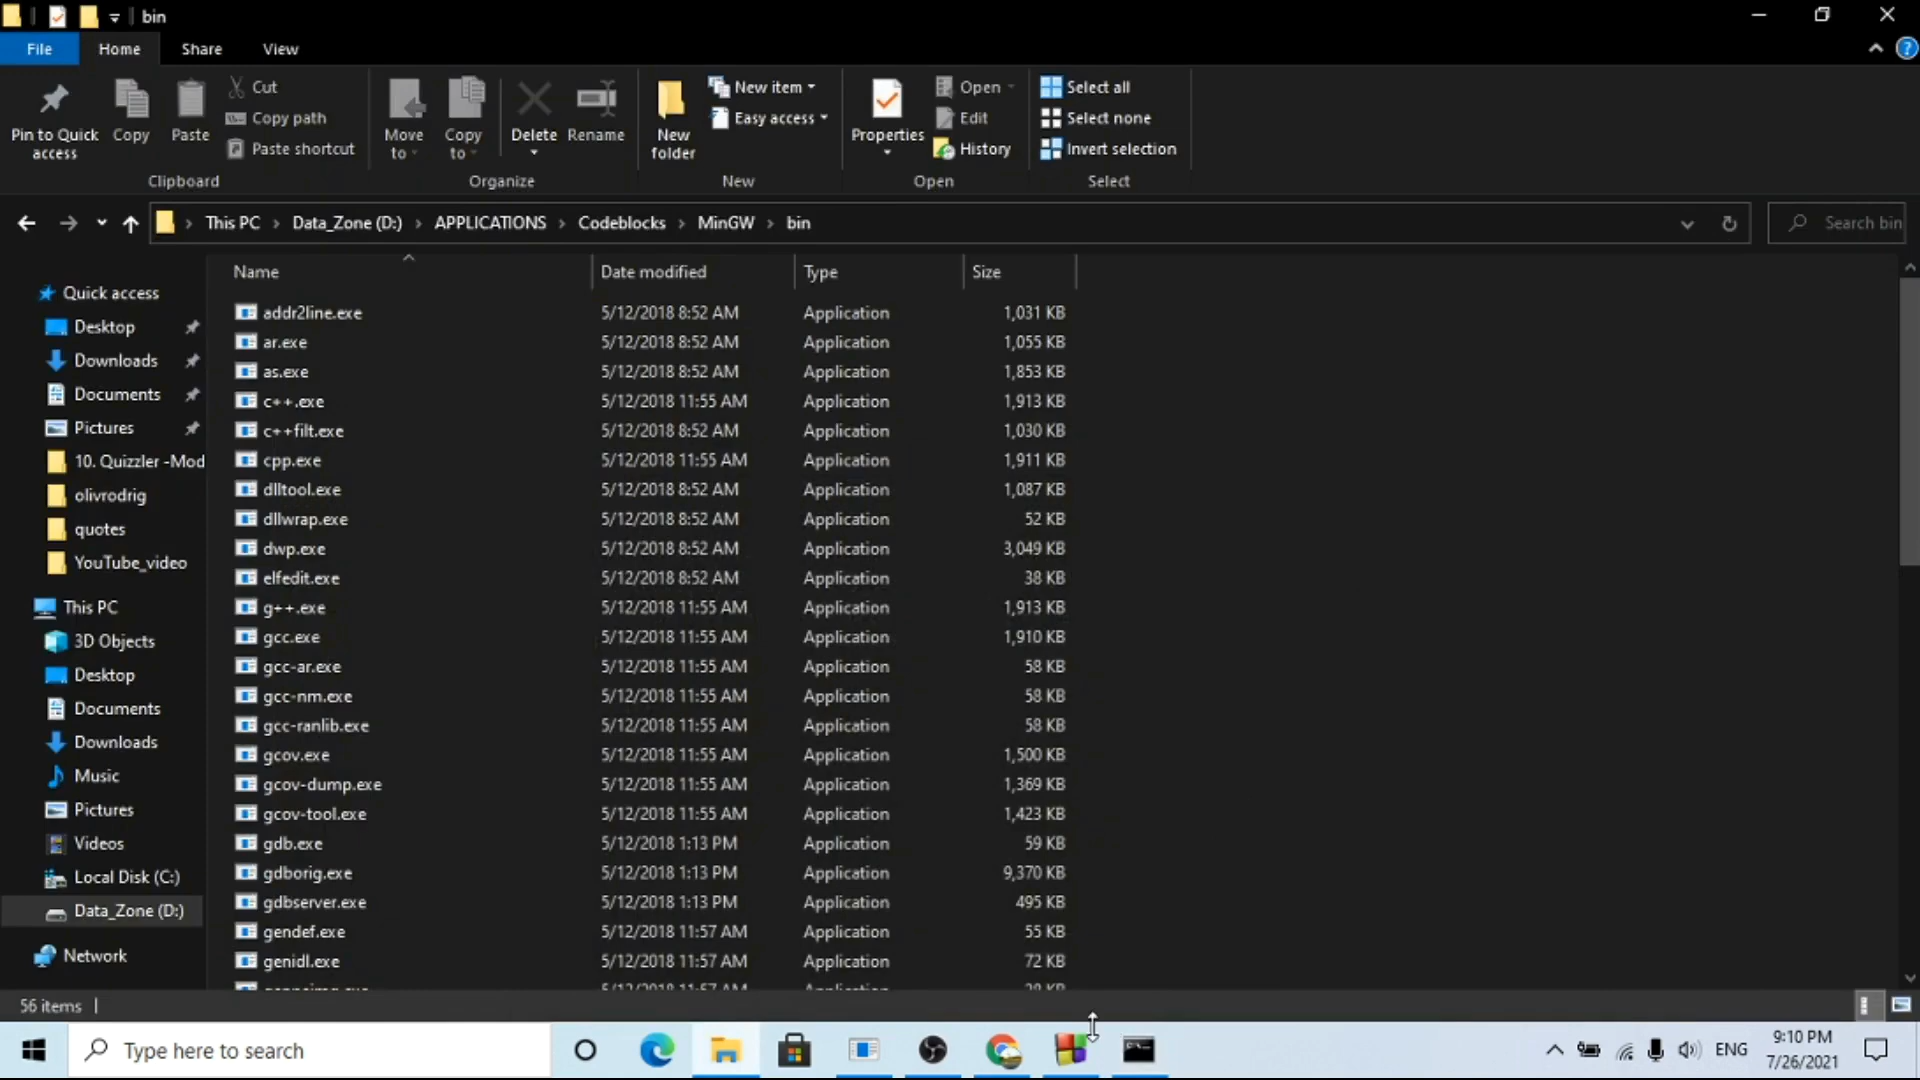 bin
File Home Share View
Pin to Quick access
Copy
Paste
Cut
Copy path
Paste shortcut
Clipboard
Move to
Copy to
Delete
Rename
Organize
New folder
New item
Easy access
New
Properties
Open
Edit
History
Open
Select all
Select none
Invert selection
Select
This PC Data_Zone (D:) APPLICATIONS Codeblocks MinGW bin
Search bin
Quick access
Desktop
Downloads
Documents
Pictures
10. Quizzler -Mod
olivrodrig
quotes
YouTube_video
This PC
3D Objects
Desktop
Documents
Downloads
Music
Pictures
Videos
Local Disk (C:)
Data_Zone (D:)
Network
Name Date modified Type Size
addr2line.exe 5/12/2018 8:52 AM Application 1,031 KB
ar.exe 5/12/2018 8:52 AM Application 1,055 KB
as.exe 5/12/2018 8:52 AM Application 1,853 KB
c++.exe 5/12/2018 11:55 AM Application 1,913 KB
c++filt.exe 5/12/2018 8:52 AM Application 1,030 KB
cpp.exe 5/12/2018 11:55 AM Application 1,911 KB
dlltool.exe 5/12/2018 8:52 AM Application 1,087 KB
dllwrap.exe 5/12/2018 8:52 AM Application 52 KB
dwp.exe 5/12/2018 8:52 AM Application 3,049 KB
elfedit.exe 5/12/2018 8:52 AM Application 38 KB
g++.exe 5/12/2018 11:55 AM Application 1,913 KB
gcc.exe 5/12/2018 11:55 AM Application 1,910 KB
gcc-ar.exe 5/12/2018 11:55 AM Application 58 KB
gcc-nm.exe 5/12/2018 11:55 AM Application 58 KB
gcc-ranlib.exe 5/12/2018 11:55 AM Application 58 KB
gcov.exe 5/12/2018 11:55 AM Application 1,500 KB
gcov-dump.exe 5/12/2018 11:55 AM Application 1,369 KB
gcov-tool.exe 5/12/2018 11:55 AM Application 1,423 KB
gdb.exe 5/12/2018 1:13 PM Application 59 KB
gdborig.exe 5/12/2018 1:13 PM Application 9,370 KB
gdbserver.exe 5/12/2018 1:13 PM Application 495 KB
gendef.exe 5/12/2018 11:57 AM Application 55 KB
genidl.exe 5/12/2018 11:57 AM Application 72 KB
56 items
Type here to search
ENG
9:10 PM
7/26/2021